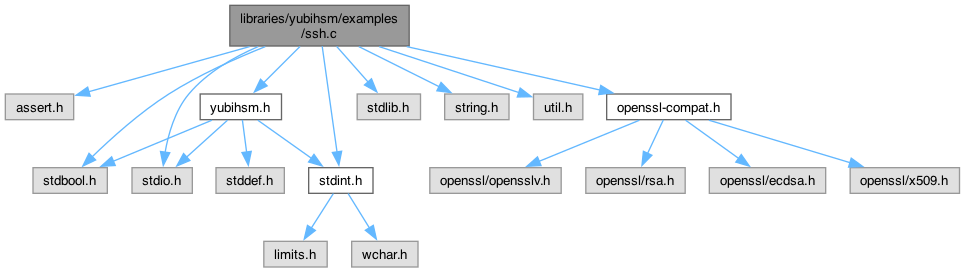 libraries/yubihsm/examples
/ssh.c
assert.h
yubihsm.h
stdlib.h
string.h
util.h
openssl-compat.h
stdbool.h
stdio.h
stddef.h
stdint.h
openssl/opensslv.h
openssl/rsa.h
openssl/ecdsa.h
openssl/x509.h
limits.h
wchar.h